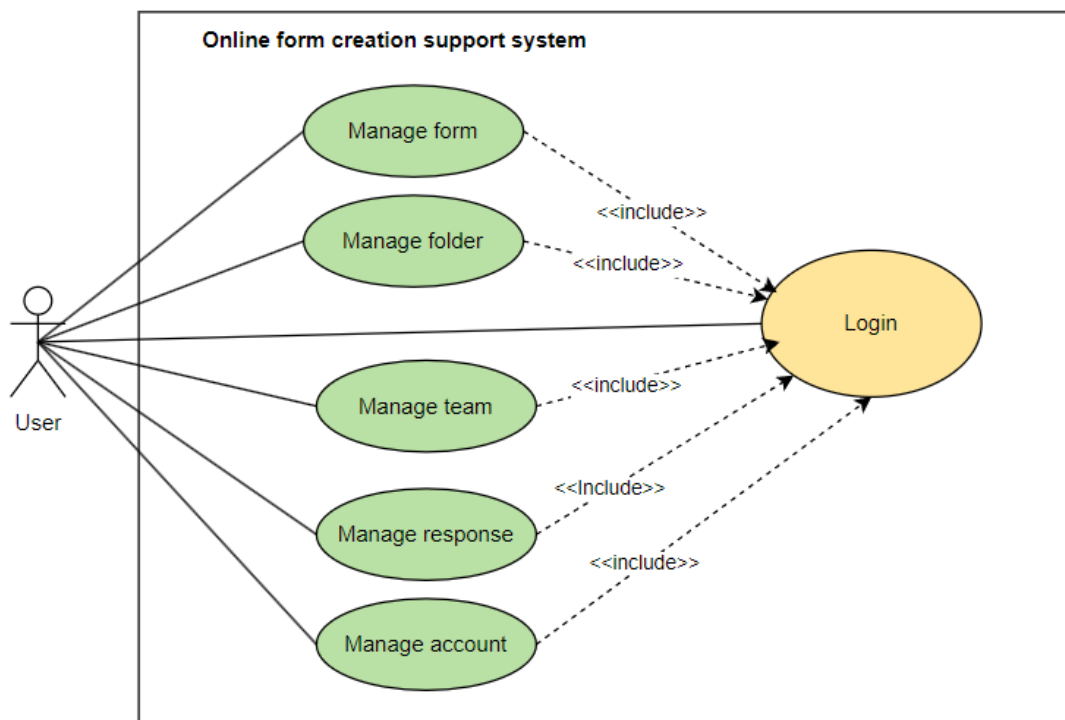 Online form creation support system
Manage form
<<include>>
Manage folder
<<include>>
Login
Manage team
<<include>>
User
<<Include>>
Manage response
<<include>>
Manage account